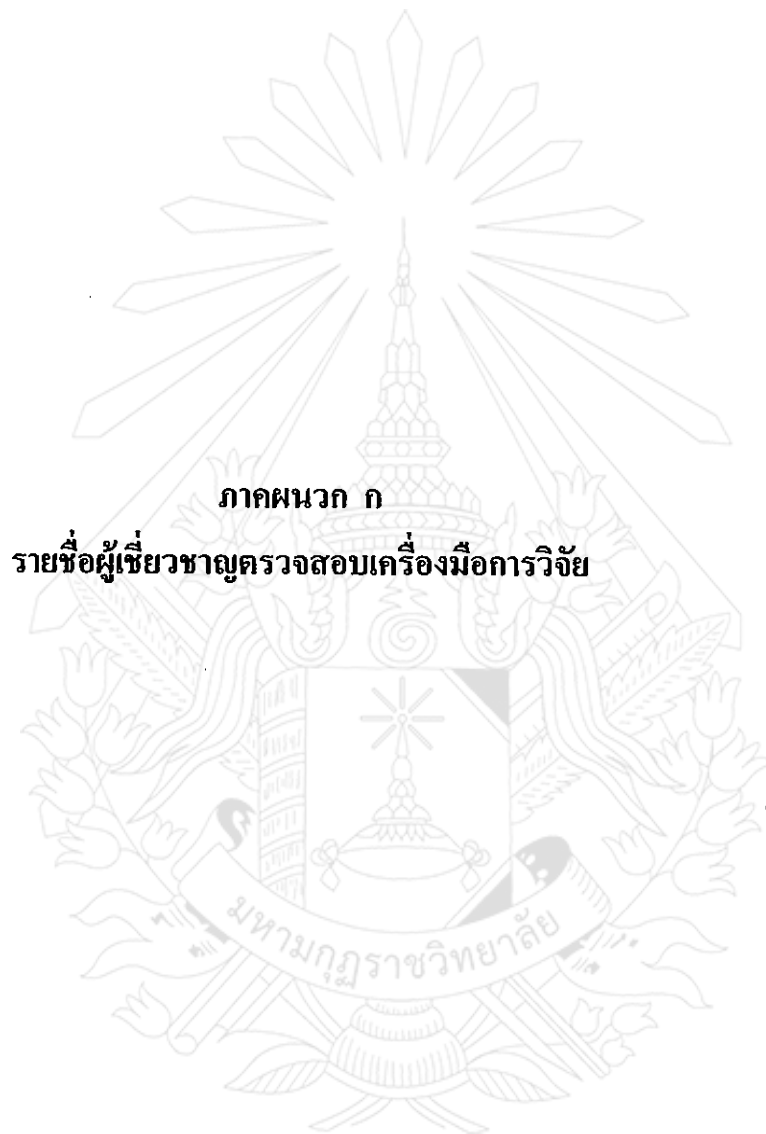 ภาคผนวก ก
รายชื่อผู้เชี่ยวชาญตรวจสอบเครื่องมือการวิจัย
มหามกุฏราชวิทยาลัย